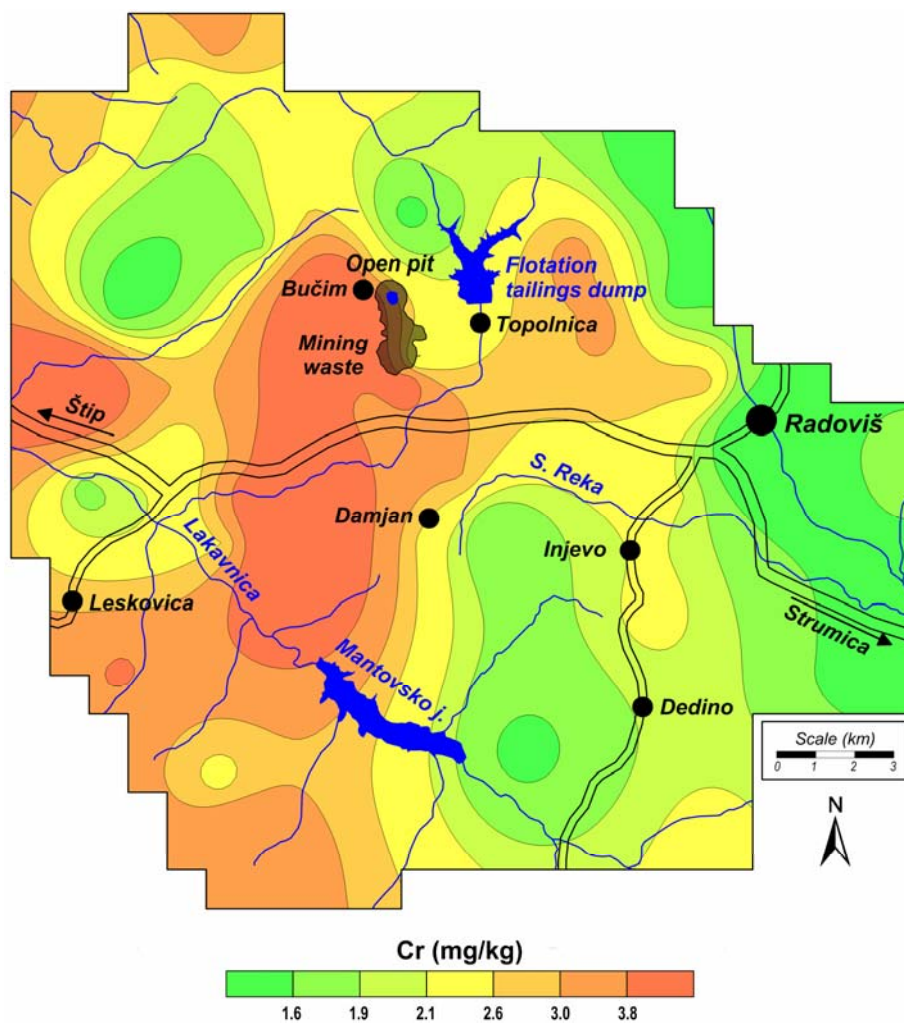 Open pit
Bučim
Flotation
tailings dump
Topolnica
Mining
waste
Štip
Radoviš
S. Reka
Damjan
Lakavnica
Injevo
Leskovica
Strumica
Mantovsko j.
Dedino
Scale (km)
0 1 2 3
N
Cr (mg/kg)
1.6 1.9 2.1 2.6 3.0 3.8